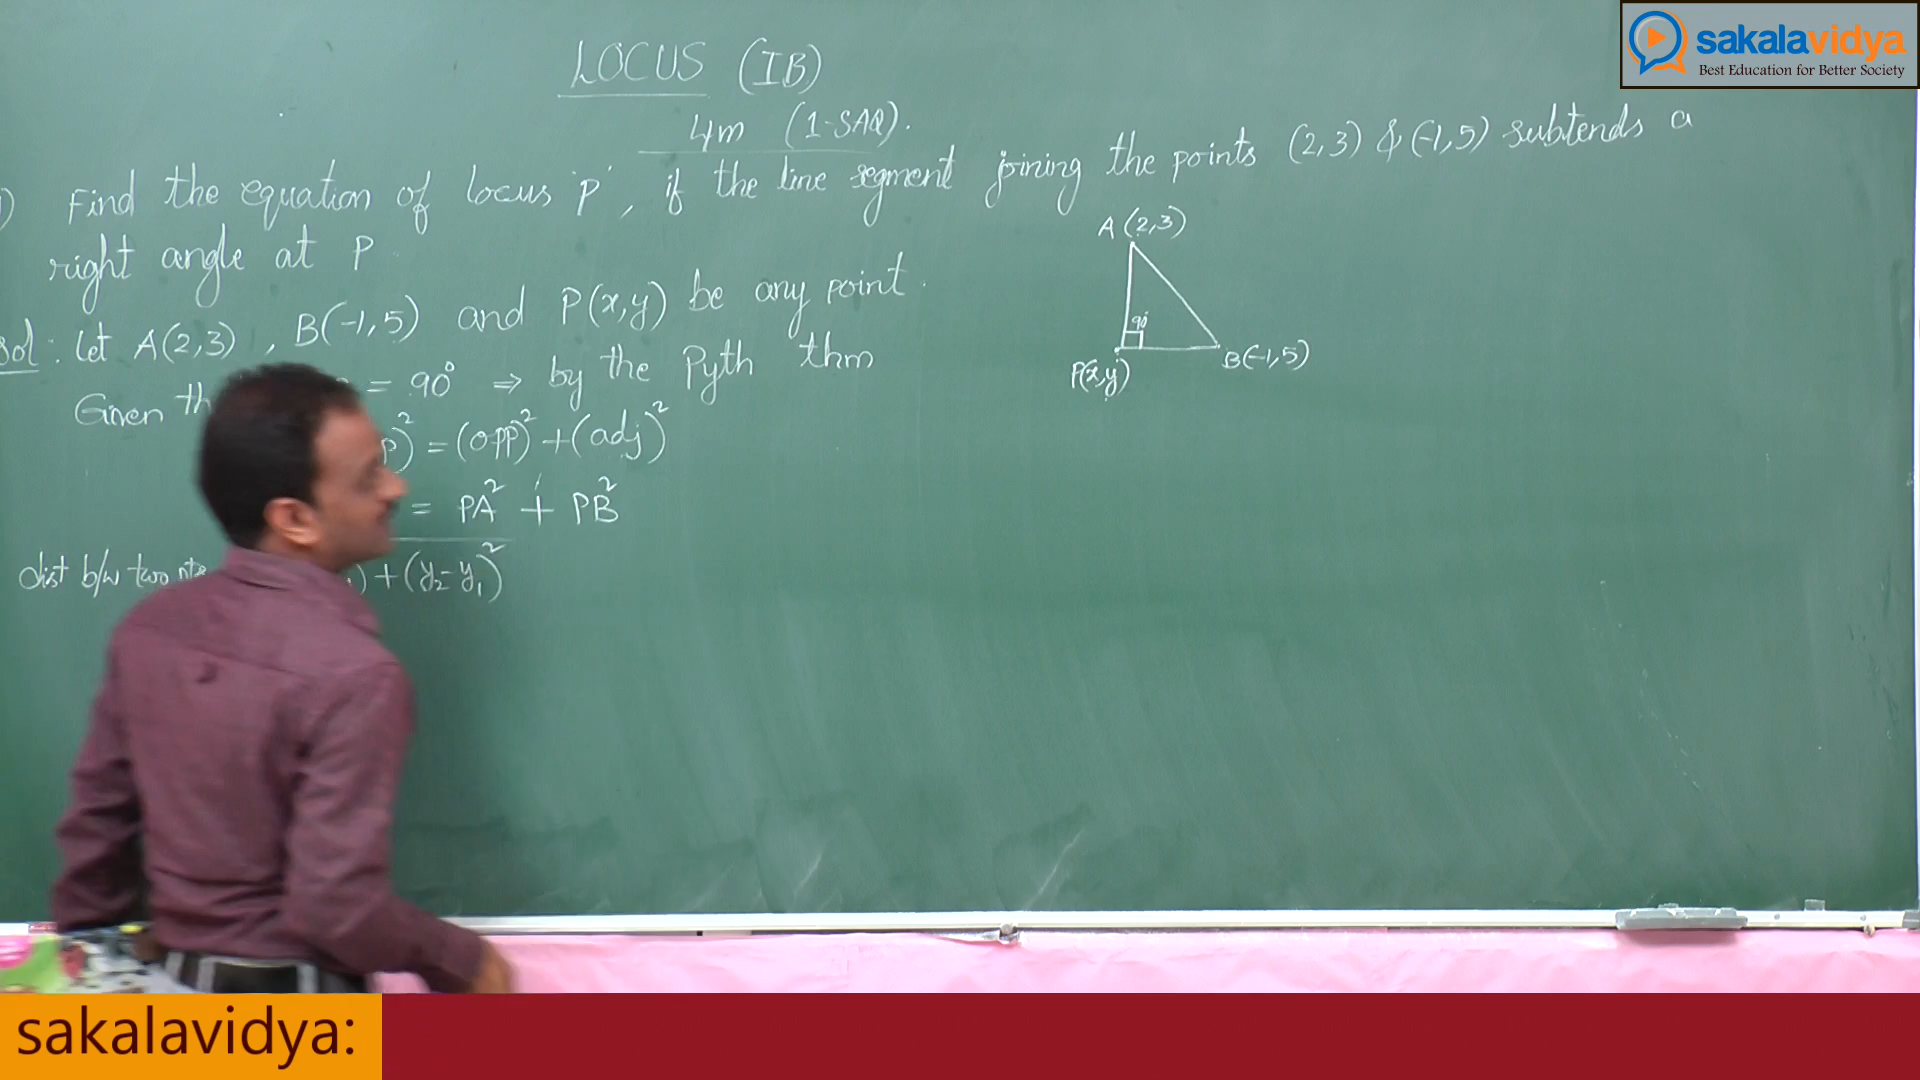 sakalavidya
Best Education for Better Society
LOCUS (IB)
4m (1-SAQ).
Find the equation of locus 'P', if the line segment joining the points (2,3) & (-1,5) subtends a
right angle at P
A(2,3)
90°
P(x,y)
B(-1,5)
Sol: Let A(2,3), B(-1,5) and P(x,y) be any point.
Given = 90° ⇒ by the Pyth thm
)² = (opp)² + (adj)²
= PA² + PB²
dist b/w two pts ) + (y₂-y₁)²
sakalavidya: